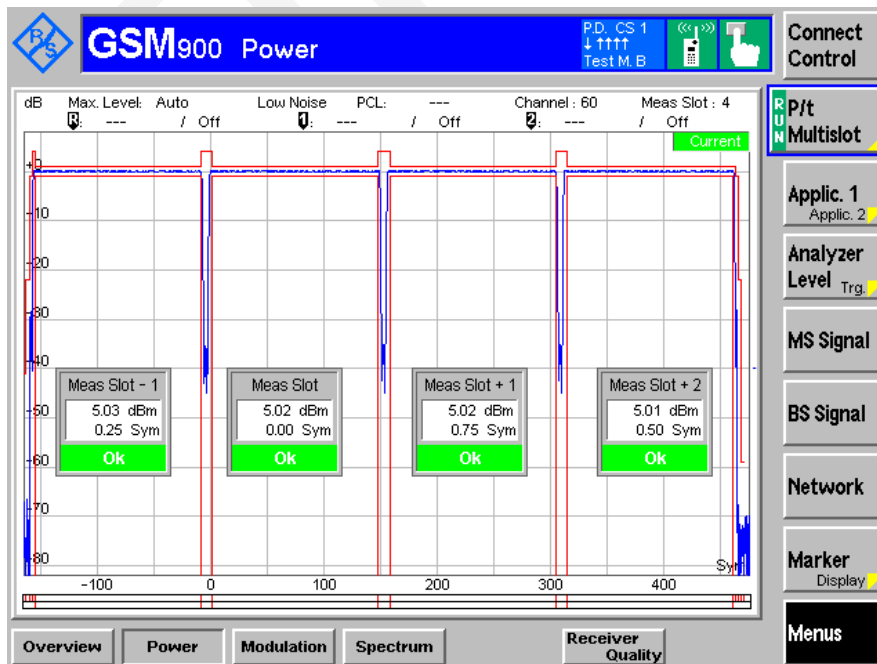 R/S
GSM900 Power
P.D. CS 1
↓ ↑↑↑↑
Test M. B
Connect Control
dB Max. Level: Auto Low Noise PCL: --- Channel : 60 Meas Slot : 4
R: --- / Off 1: --- / Off 2: --- / Off
Current
RUN
P/t Multislot
Applic. 1
Applic. 2
Analyzer Level Trg.
MS Signal
BS Signal
Network
Marker
Display
Menus
+0
-10
-20
-30
-40
-50
-60
-70
-80
Meas Slot - 1
5.03 dBm
0.25 Sym
Ok
Meas Slot
5.02 dBm
0.00 Sym
Ok
Meas Slot + 1
5.02 dBm
0.75 Sym
Ok
Meas Slot + 2
5.01 dBm
0.50 Sym
Ok
Sym
-100 0 100 200 300 400
Overview Power Modulation Spectrum Receiver Quality